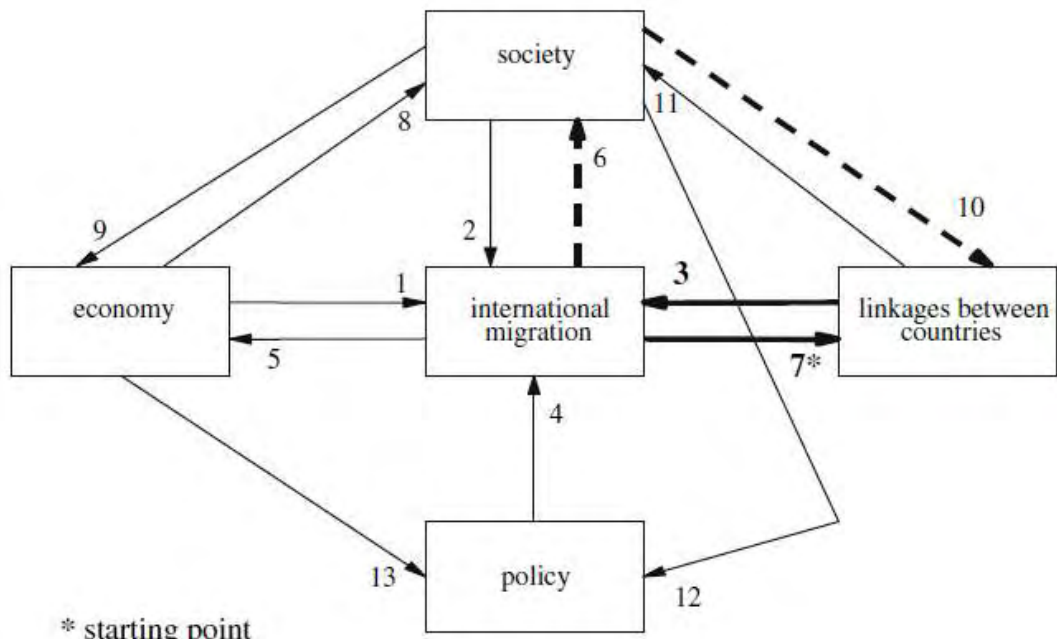 society
8
11
6
9
2
10
economy
1
international
migration
3
linkages between
countries
5
7*
4
policy
13
12
* starting point